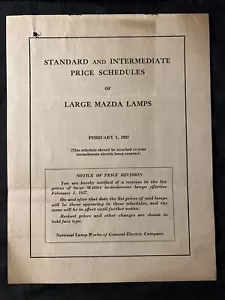 STANDARD AND INTERMEDIATE
PRICE SCHEDULES
OF
LARGE MAZDA LAMPS
FEBRUARY 1, 1927
(This schedule should be attached to your
incandescent electric lamp contract)
NOTICE OF PRICE REVISION
You are hereby notified of a revision in the list
prices of large MAZDA incandescent lamps effective
February 1, 1927.
On and after that date the list prices of said lamps
will be those appearing in these schedules, and the
same will be in effect until further notice.
Revised prices and other changes are shown in
bold face type.
National Lamp Works of General Electric Company